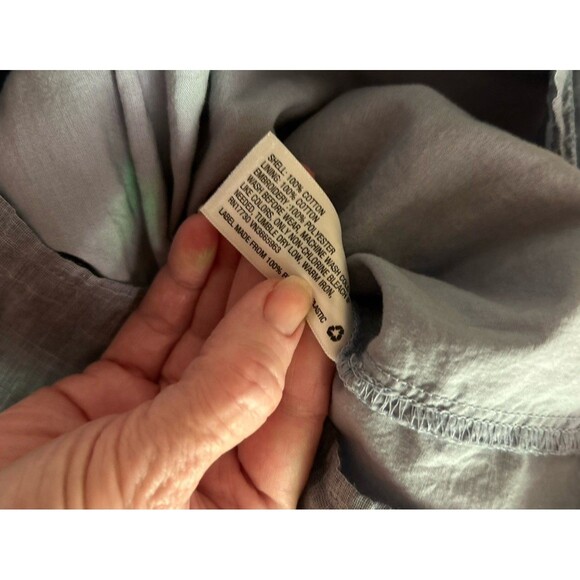 SHELL: 100% COTTON
LINING: 100% COTTON
EMBROIDERY: 100% POLYESTER
WASH BEFORE WEAR, MACHINE WASH
LIKE COLORS, ONLY NON-CHLORINE BLEACH
NEEDED, TUMBLE DRY LOW, WARM IRON,
LABEL MADE FROM 100%